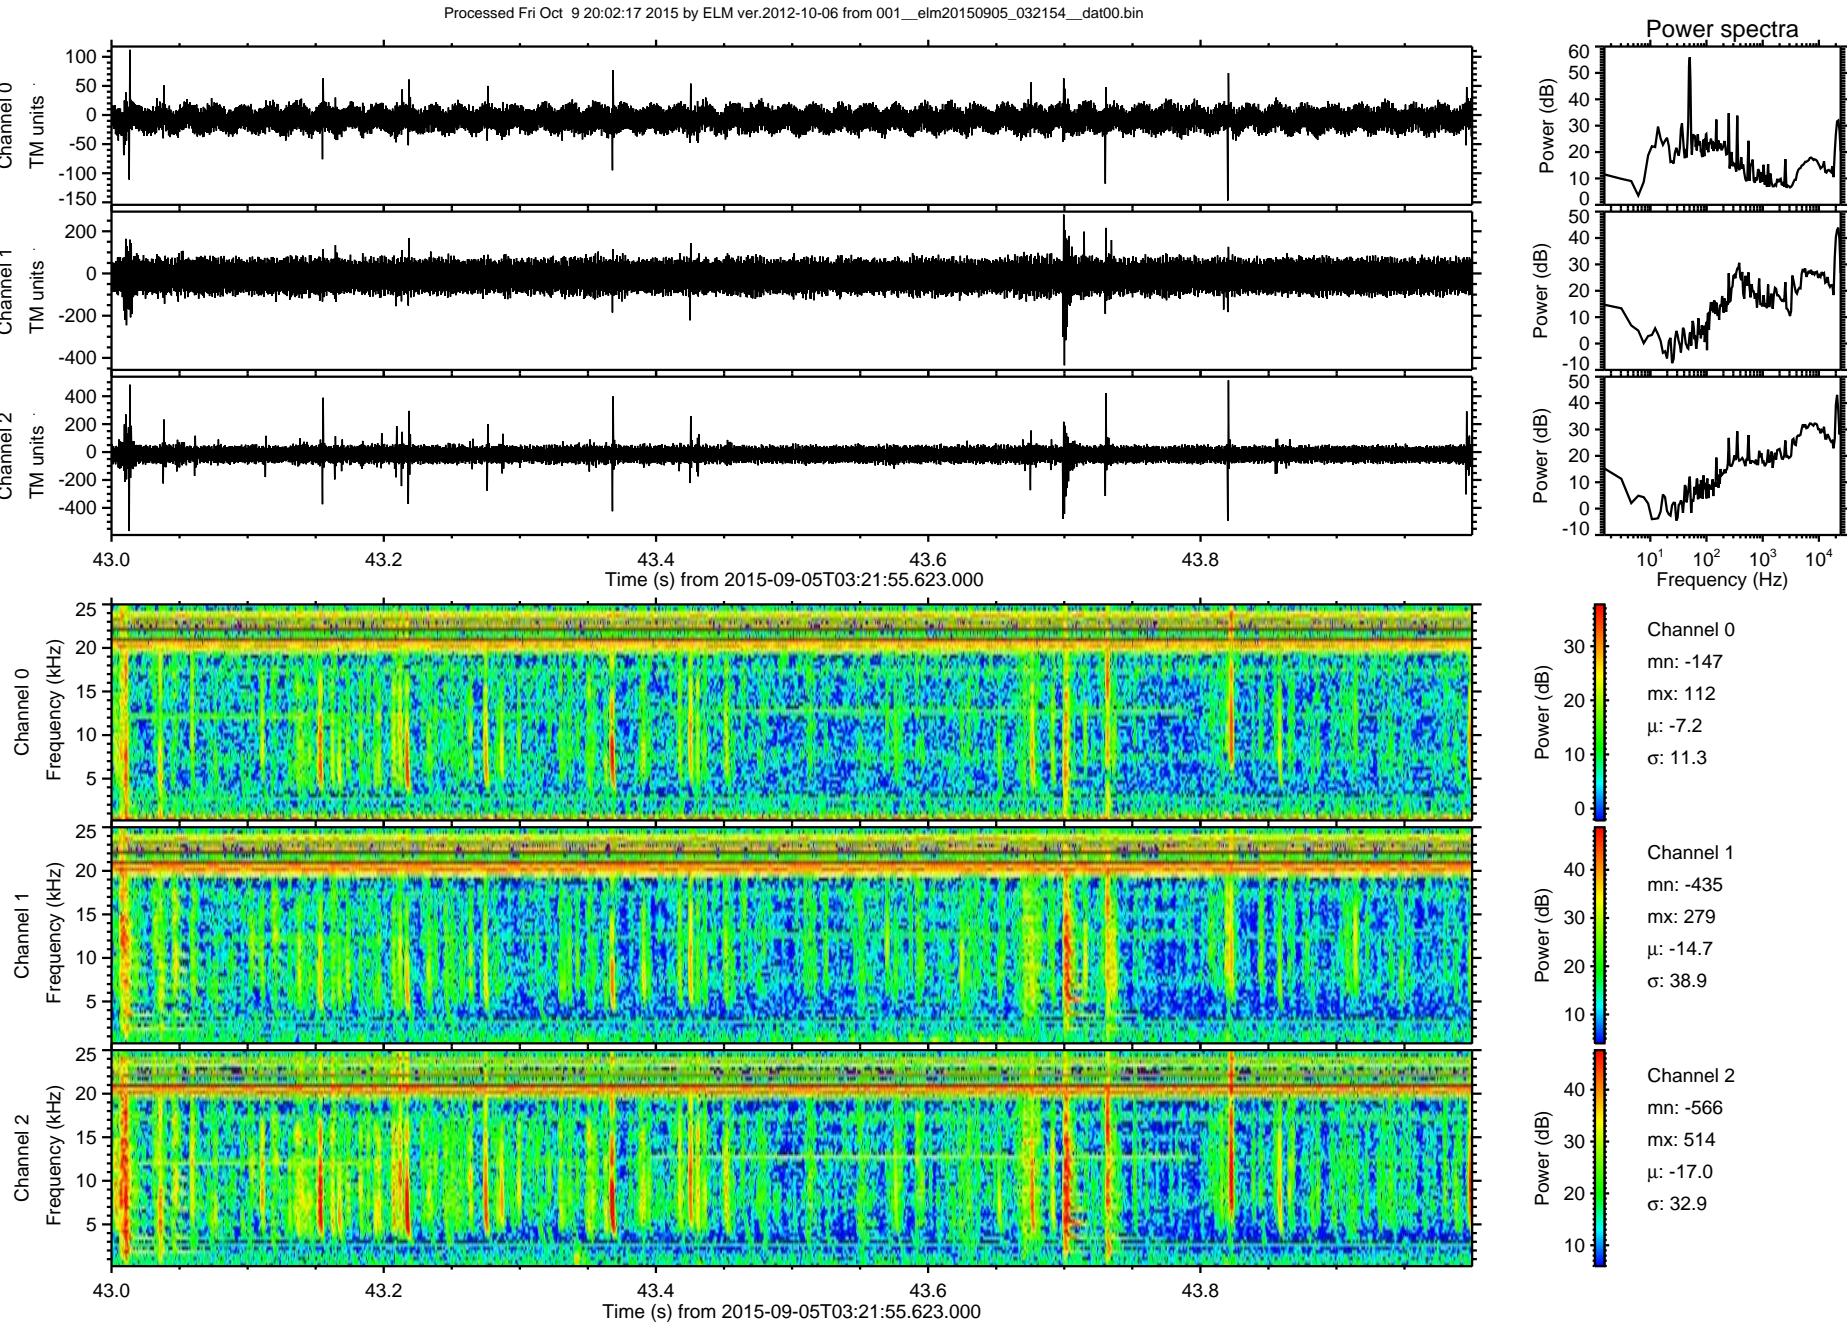 Processed Fri Oct  9 20:02:17 2015 by ELM ver.2012-10-06 from 001__elm20150905_032154__dat00.bin
Power spectra
Channel 0
TM units
100
50
0
-50
-100
-150
Power (dB)
60
50
40
30
20
10
0
Channel 1
TM units
200
0
-200
-400
Power (dB)
50
40
30
20
10
0
-10
Channel 2
TM units
400
200
0
-200
-400
Power (dB)
50
40
30
20
10
0
-10
43.0 43.2 43.4 43.6 43.8
Time (s) from 2015-09-05T03:21:55.623.000
10¹ 10² 10³ 10⁴
Frequency (Hz)
Channel 0
Frequency (kHz)
25
20
15
10
5
Power (dB)
30
20
10
0
Channel 0
mn: -147
mx: 112
μ: -7.2
σ: 11.3
Channel 1
Frequency (kHz)
25
20
15
10
5
Power (dB)
40
30
20
10
Channel 1
mn: -435
mx: 279
μ: -14.7
σ: 38.9
Channel 2
Frequency (kHz)
25
20
15
10
5
Power (dB)
40
30
20
10
Channel 2
mn: -566
mx: 514
μ: -17.0
σ: 32.9
43.0 43.2 43.4 43.6 43.8
Time (s) from 2015-09-05T03:21:55.623.000